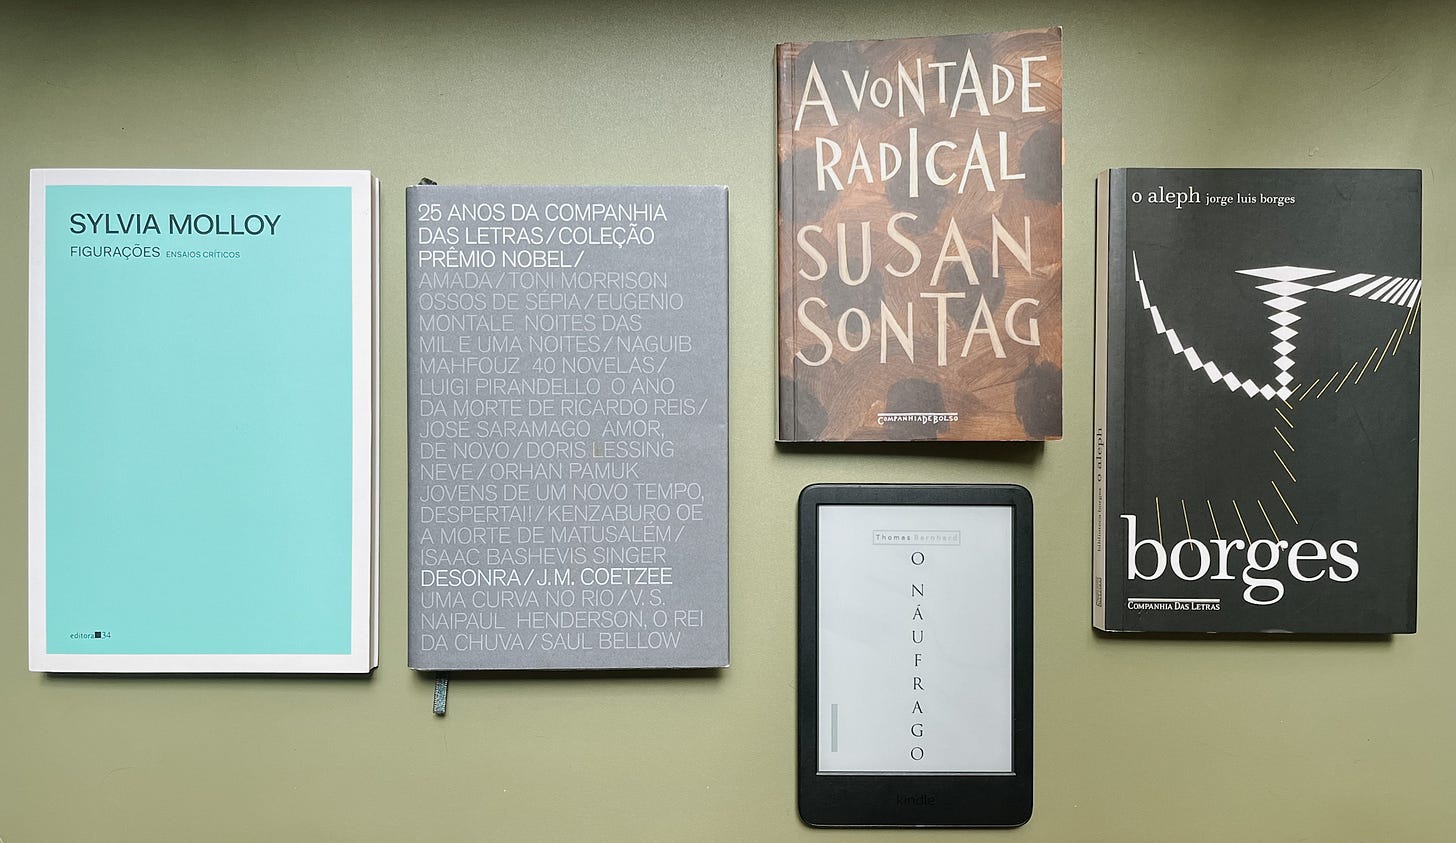 SYLVIA MOLLOY
FIGURAÇÕES ENSAIOS CRÍTICOS
editora 34
25 ANOS DA COMPANHIA
DAS LETRAS/COLEÇÃO
PRÊMIO NOBEL/
AMADA/TONI MORRISON
OSSOS DE SÉPIA/EUGENIO
MONTALE NOITES DAS
MIL E UMA NOITES/NAGUIB
MAHFOUZ 40 NOVELAS/
LUIGI PIRANDELLO O ANO
DA MORTE DE RICARDO REIS/
JOSÉ SARAMAGO AMOR,
DE NOVO/DORIS LESSING
NEVE/ORHAN PAMUK
JOVENS DE UM NOVO TEMPO,
DESPERTAI!/KENZABURO OE
A MORTE DE MATUSALÉM/
ISAAC BASHEVIS SINGER
DESONRA/J.M. COETZEE
UMA CURVA NO RIO/V. S.
NAIPAUL HENDERSON, O REI
DA CHUVA/SAUL BELLOW
A VONTADE
RADICAL
SUSAN
SONTAG
COMPANHIA DE BOLSO
Thomas Bernhard
O NÁUFRAGO
kindle
o aleph jorge luis borges
borges
COMPANHIA DAS LETRAS
biblioteca borges O aleph